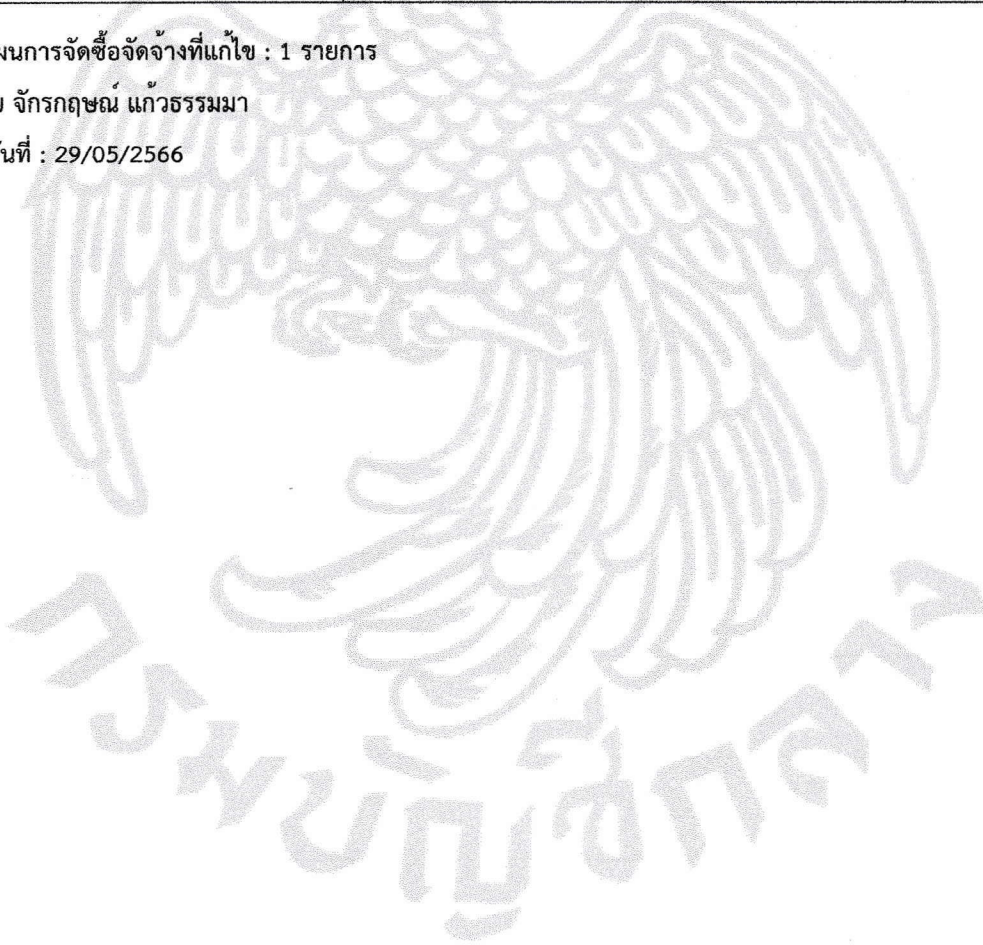 ผนการจัดซื้อจัดจ้างที่แก้ไข : 1 รายการ
ย จักรกฤษณ์ แก้วธรรมมา
นที่ : 29/05/2566
กรมบัญชีกลาง